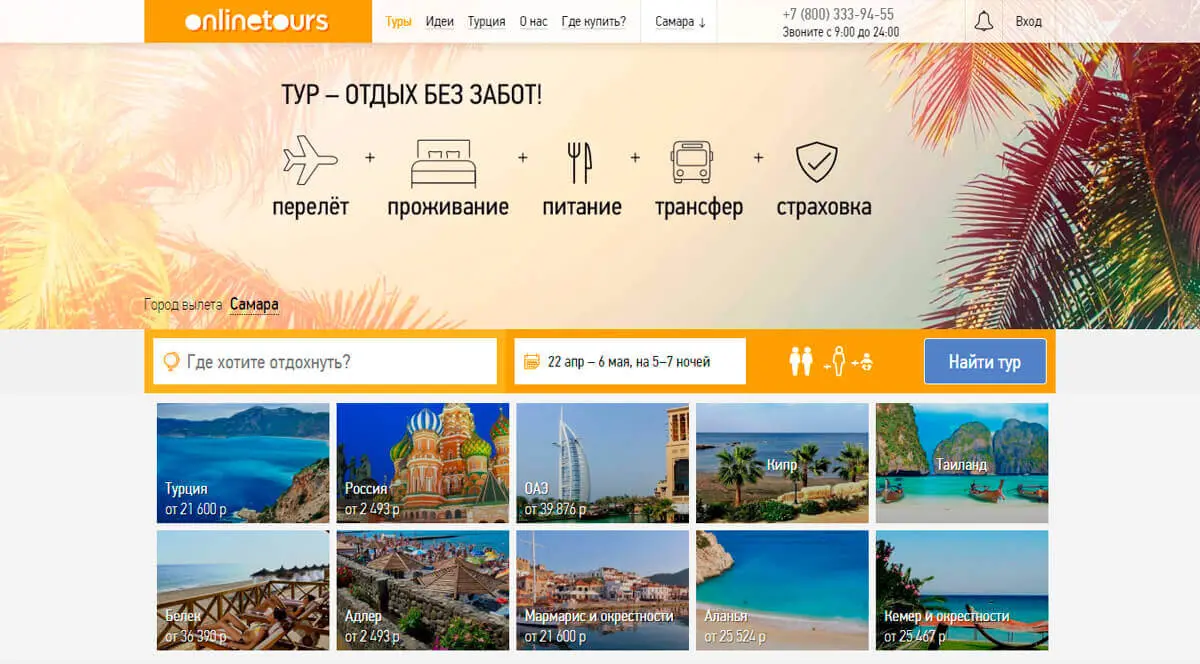 onlinetours
Туры Идеи Турция О нас Где купить? Самара ↓ +7 (800) 333-94-55 Вход
Звоните с 9:00 до 24:00
ТУР – ОТДЫХ БЕЗ ЗАБОТ!
+ + + +
перелёт проживание питание трансфер страховка
Город вылета Самара
Где хотите отдохнуть? 22 апр – 6 мая, на 5–7 ночей + + Найти тур
Кипр Таиланд
Турция Россия ОАЭ
от 21 600 р от 2 493 р от 39 876 р
Белек Адлер Мармарис и окрестности Аланья Кемер и окрестности
от 36 390 р от 2 493 р от 21 600 р от 25 524 р от 25 467 р